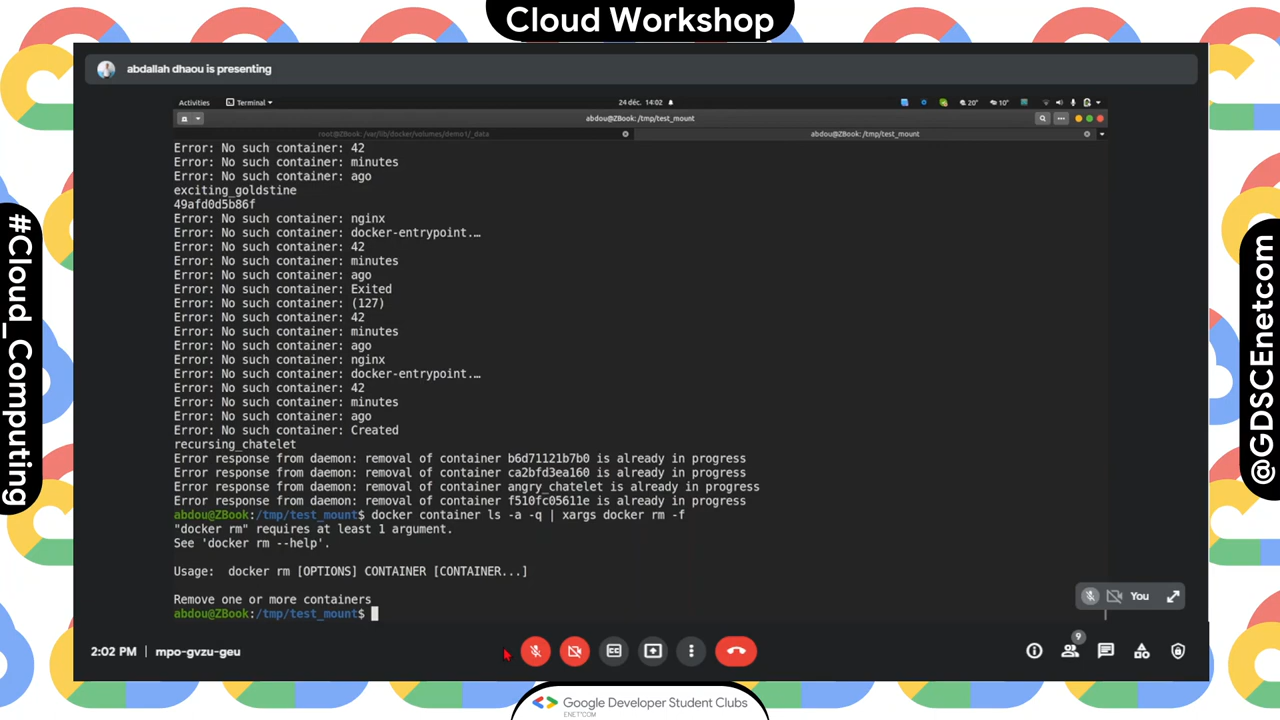 Cloud Workshop
abdallah dhaou is presenting
Activities
Terminal
24 déc. 14:02
20°
10°
abdou@ZBook: /tmp/test_mount
root@ZBook: /var/lib/docker/volumes/demo1/_data
abdou@ZBook: /tmp/test_mount
Error: No such container: 42
Error: No such container: minutes
Error: No such container: ago
exciting_goldstine
49afd0d5b86f
Error: No such container: nginx
Error: No such container: docker-entrypoint.…
Error: No such container: 42
Error: No such container: minutes
Error: No such container: ago
Error: No such container: Exited
Error: No such container: (127)
Error: No such container: 42
Error: No such container: minutes
Error: No such container: ago
Error: No such container: nginx
Error: No such container: docker-entrypoint.…
Error: No such container: 42
Error: No such container: minutes
Error: No such container: ago
Error: No such container: Created
recursing_chatelet
Error response from daemon: removal of container b6d71121b7b0 is already in progress
Error response from daemon: removal of container ca2bfd3ea160 is already in progress
Error response from daemon: removal of container angry_chatelet is already in progress
Error response from daemon: removal of container f510fc05611e is already in progress
abdou@ZBook:/tmp/test_mount$ docker container ls -a -q | xargs docker rm -f
"docker rm" requires at least 1 argument.
See 'docker rm --help'.
Usage:  docker rm [OPTIONS] CONTAINER [CONTAINER...]
Remove one or more containers
abdou@ZBook:/tmp/test_mount$
You
2:02 PM | mpo-gvzu-geu
9
#Cloud_Computing
@GDSCEnetcom
Google Developer Student Clubs
ENET'COM